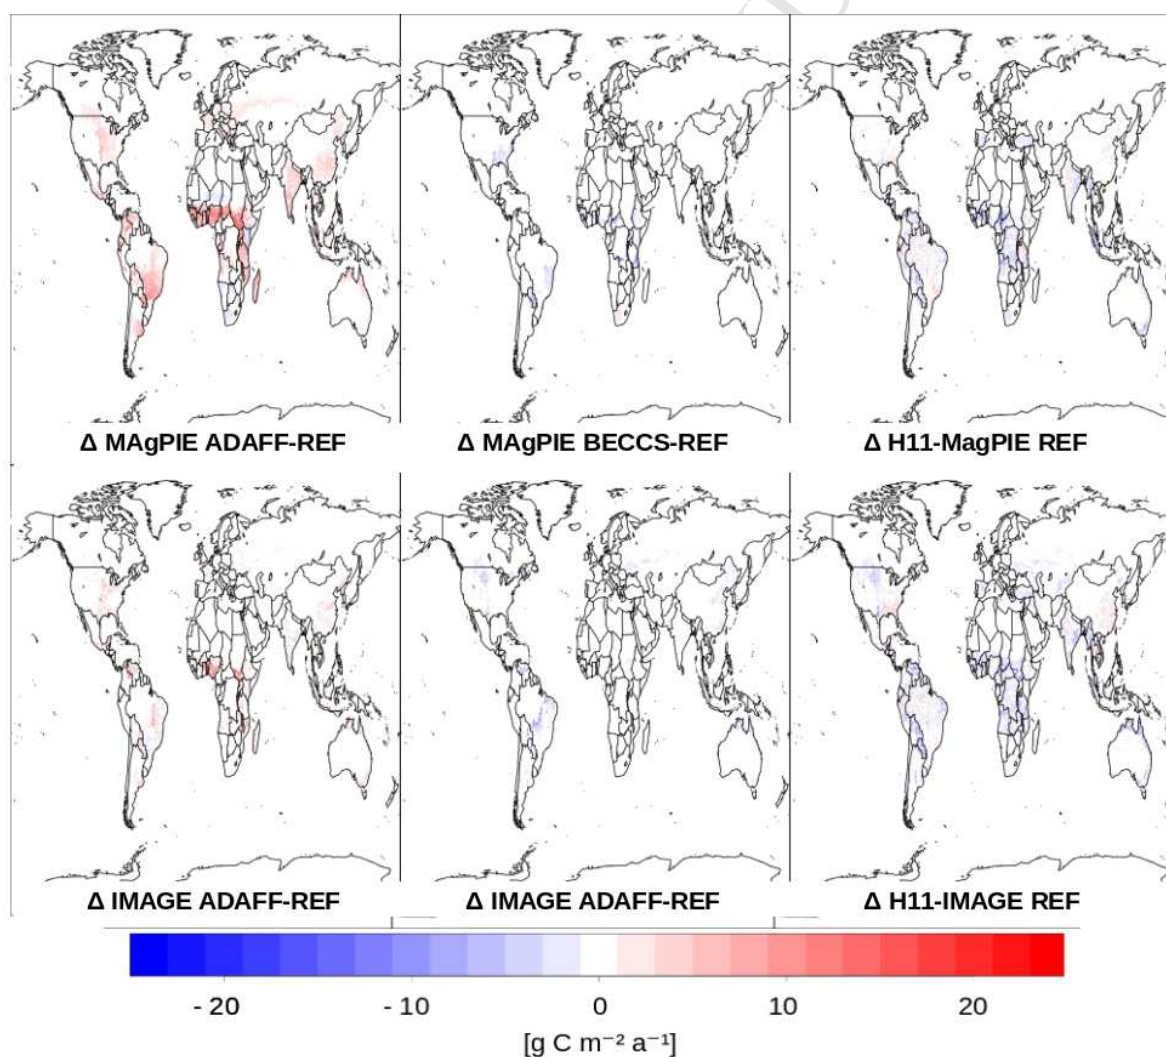 Δ MAgPIE ADAFF-REF Δ MAgPIE BECCS-REF Δ H11-MagPIE REF
Δ IMAGE ADAFF-REF Δ IMAGE ADAFF-REF Δ H11-IMAGE REF
- 20 - 10 0 10 20
[g C m⁻² a⁻¹]